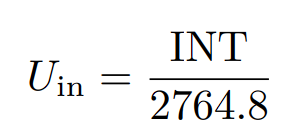 U_in = INT / 2764.8